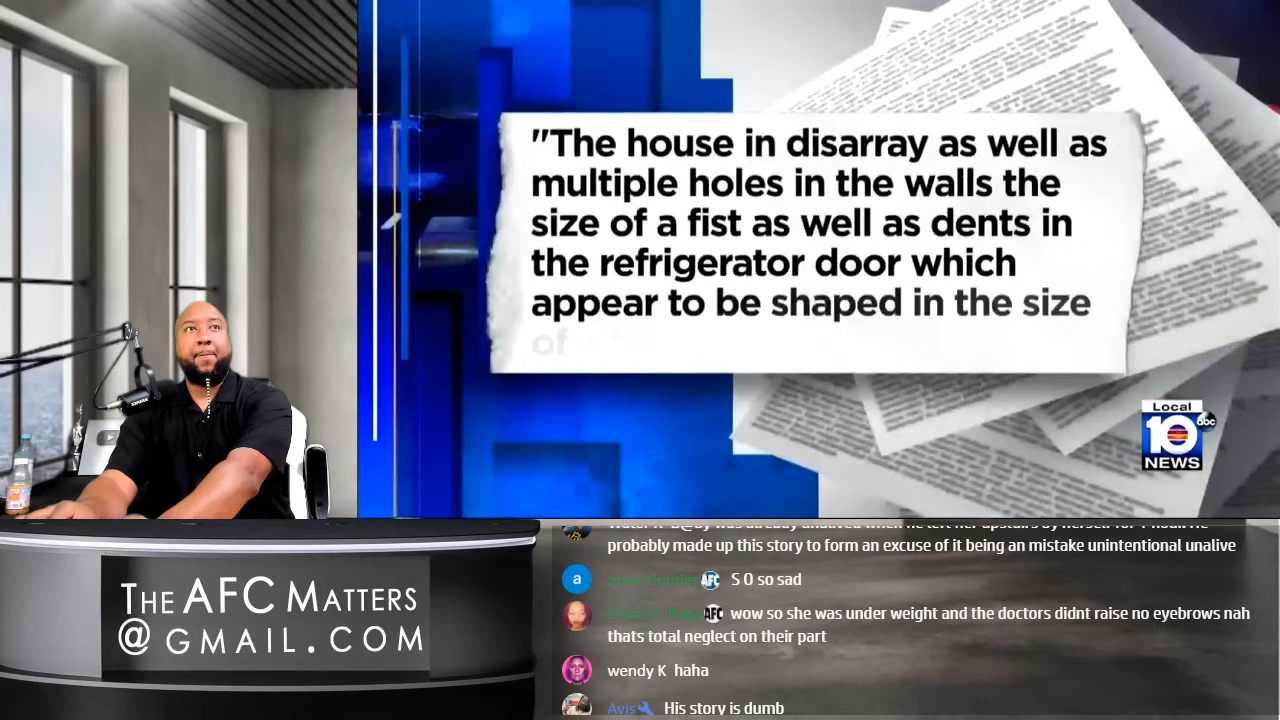 "The house in disarray as well as
multiple holes in the walls the
size of a fist as well as dents in
the refrigerator door which
appear to be shaped in the size
of
Local
10
abc
NEWS
THE AFC MATTERS
@ GMAIL.COM
probably made up this story to form an excuse of it being an mistake unintentional unalive
a
AFC S O so sad
AFC wow so she was under weight and the doctors didnt raise no eyebrows nah
thats total neglect on their part
wendy K haha
Avis His story is dumb